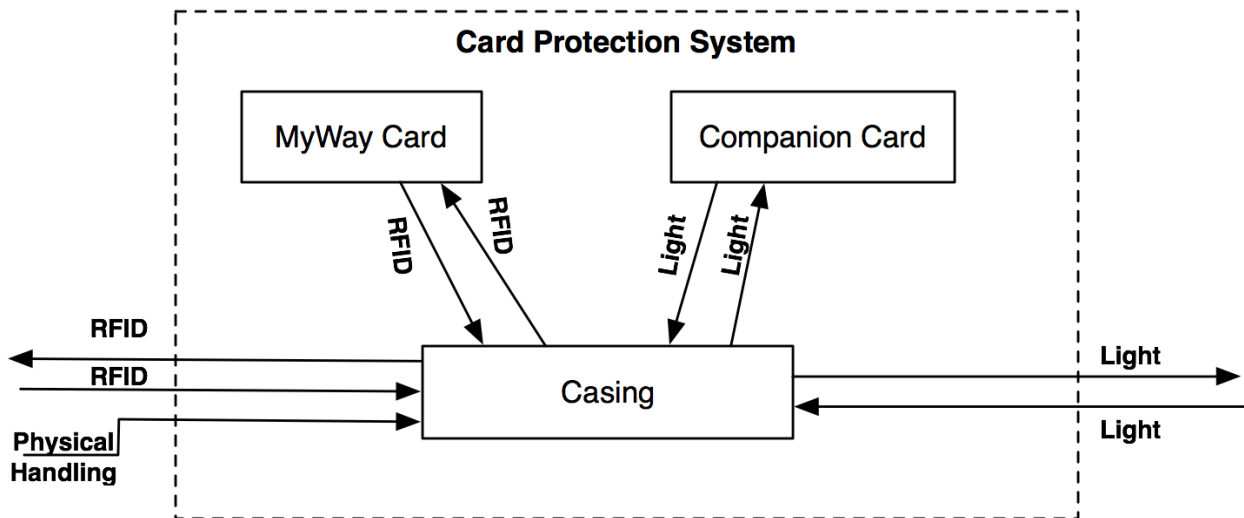 Card Protection System
MyWay Card
Companion Card
RFID
RFID
Light
Light
RFID
RFID
Physical
Handling
Casing
Light
Light